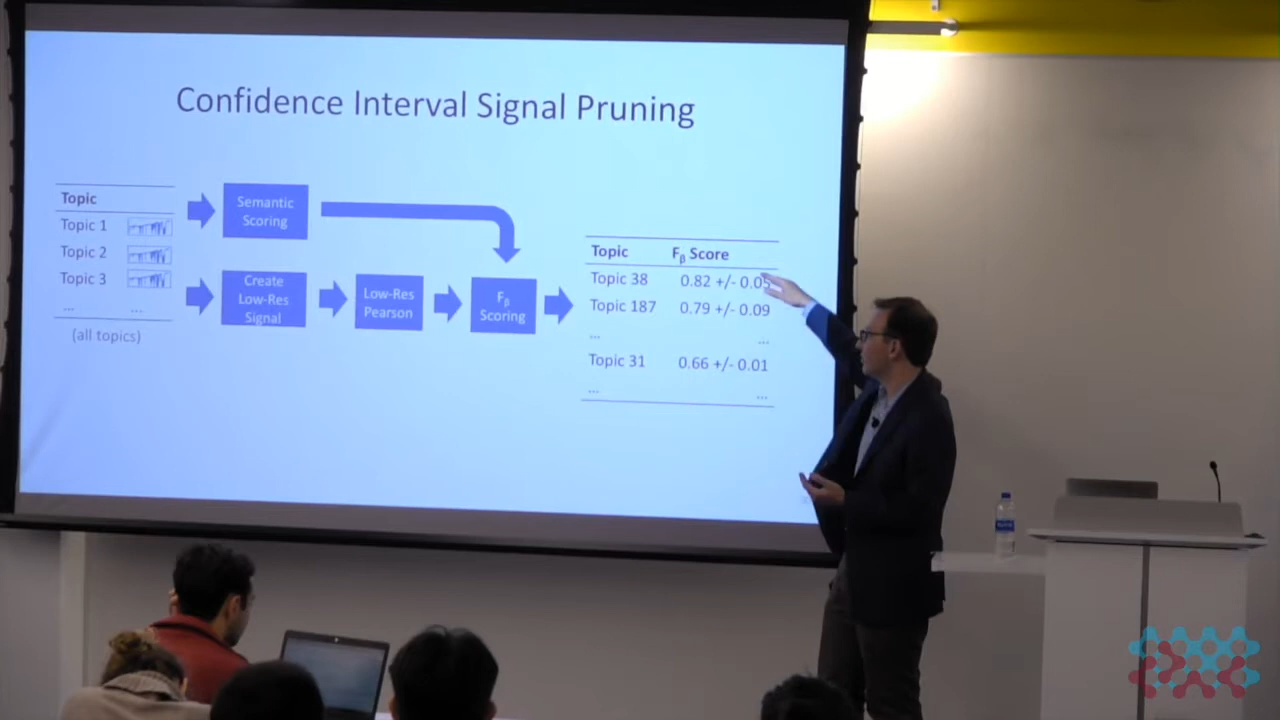 Confidence Interval Signal Pruning
Topic
Topic 1
Topic 2
Topic 3
... ...
(all topics)
Semantic
Scoring
Create
Low-Res
Signal
Low-Res
Pearson
Fβ
Scoring
Topic Fβ Score
Topic 38 0.82 +/- 0.05
Topic 187 0.79 +/- 0.09
... ...
Topic 31 0.66 +/- 0.01
... ...